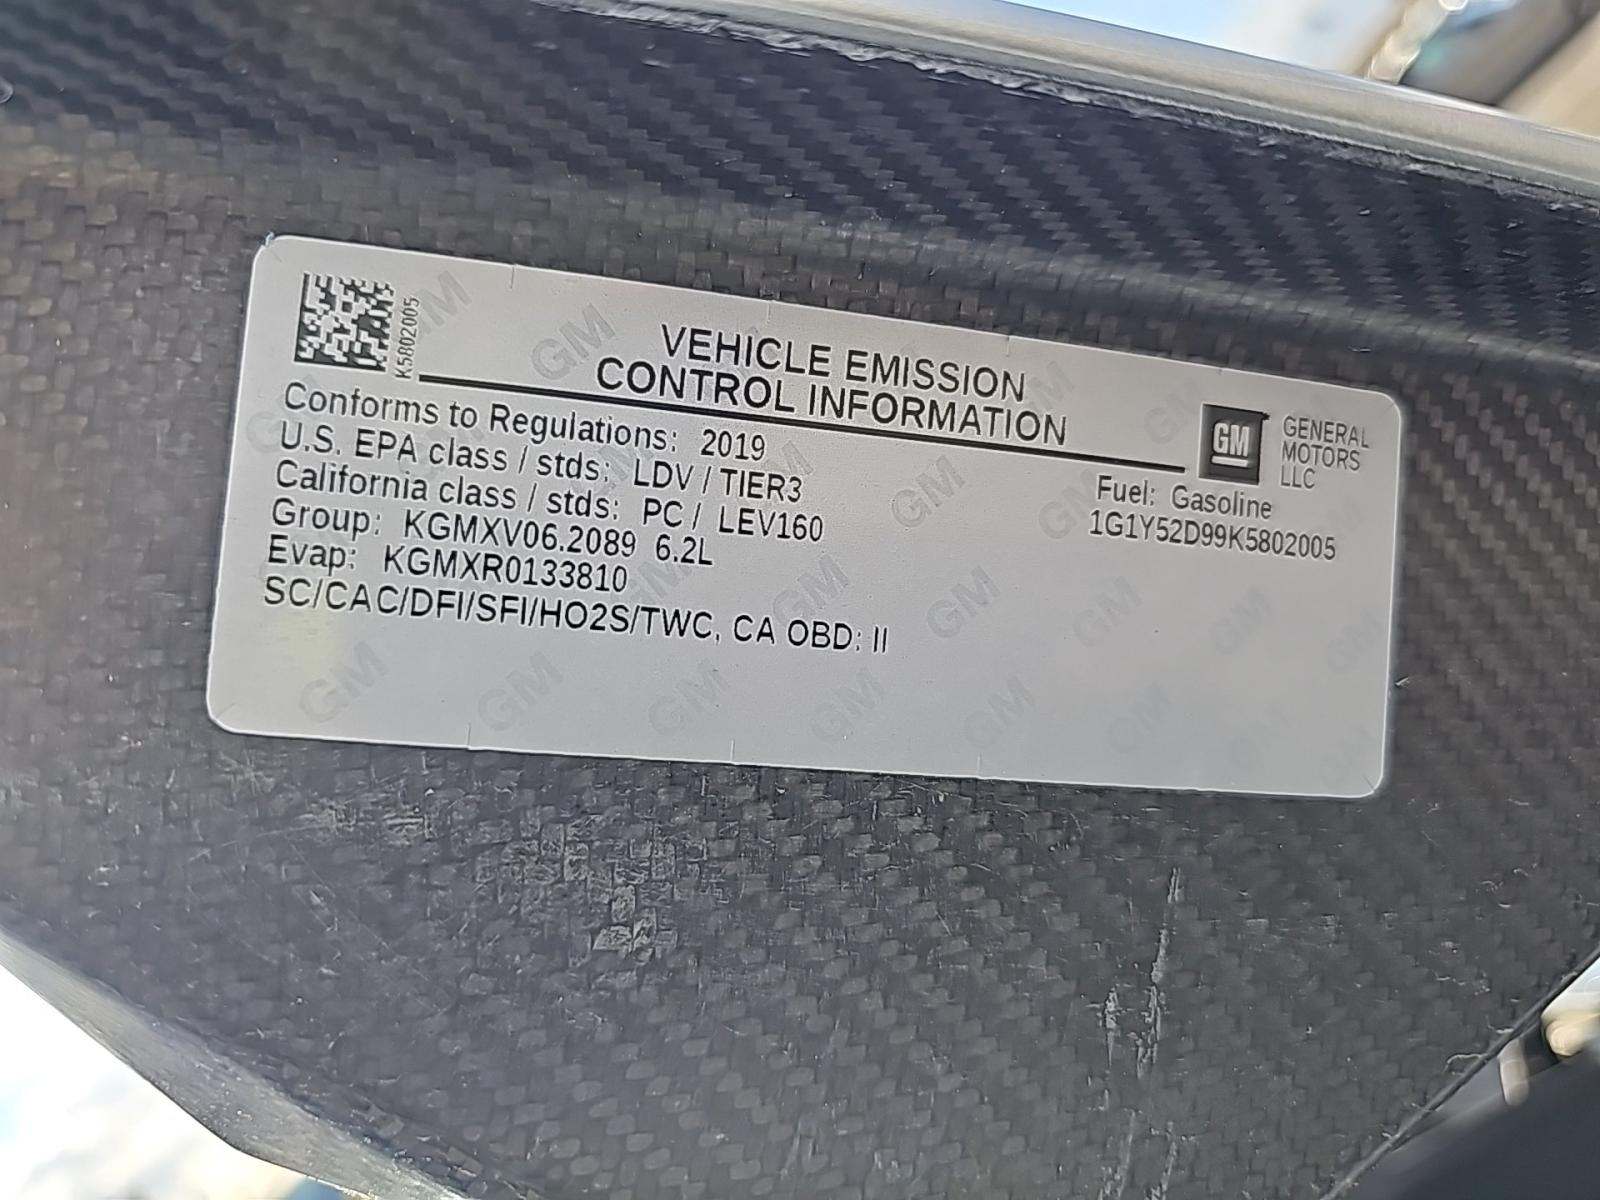 K5802005
VEHICLE EMISSION
CONTROL INFORMATION
GM
GENERAL
MOTORS
LLC
Conforms to Regulations: 2019
U.S. EPA class / stds: LDV / TIER3
California class / stds: PC / LEV160
Group: KGMXV06.2089 6.2L
Evap: KGMXR0133810
SC/CAC/DFI/SFI/HO2S/TWC, CA OBD: II
Fuel: Gasoline
1G1Y52D99K5802005